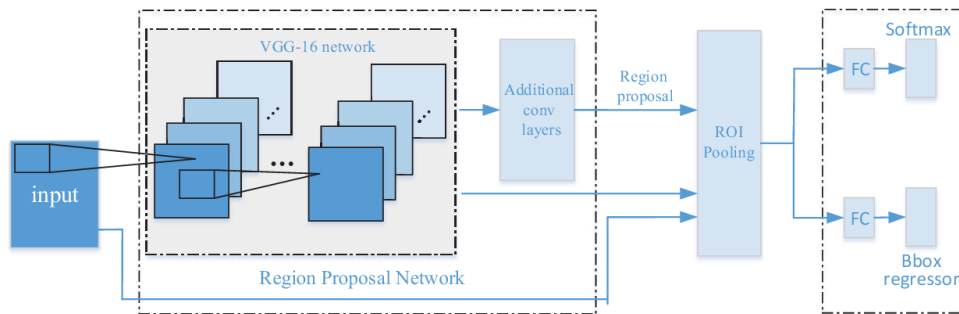 VGG-16 network
input
Additional
conv
layers
Region
proposal
ROI
Pooling
Softmax
FC
FC
Bbox
regressor
Region Proposal Network